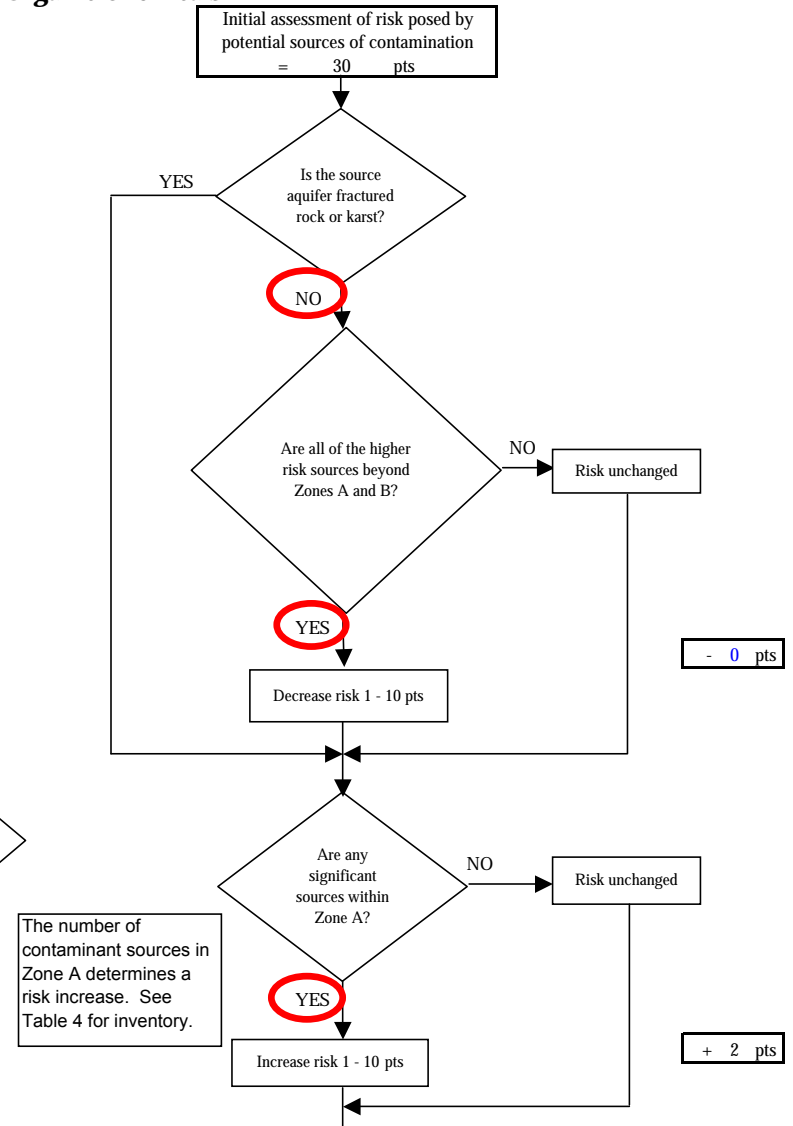 Initial assessment of risk posed by
potential sources of contamination
= 30 pts
YES
Is the source
aquifer fractured
rock or karst?
NO
Are all of the higher
risk sources beyond
Zones A and B?
NO
Risk unchanged
YES
- 0 pts
Decrease risk 1 - 10 pts
Are any
significant
sources within
Zone A?
NO
Risk unchanged
The number of
contaminant sources in
Zone A determines a
risk increase. See
Table 4 for inventory.
YES
+ 2 pts
Increase risk 1 - 10 pts